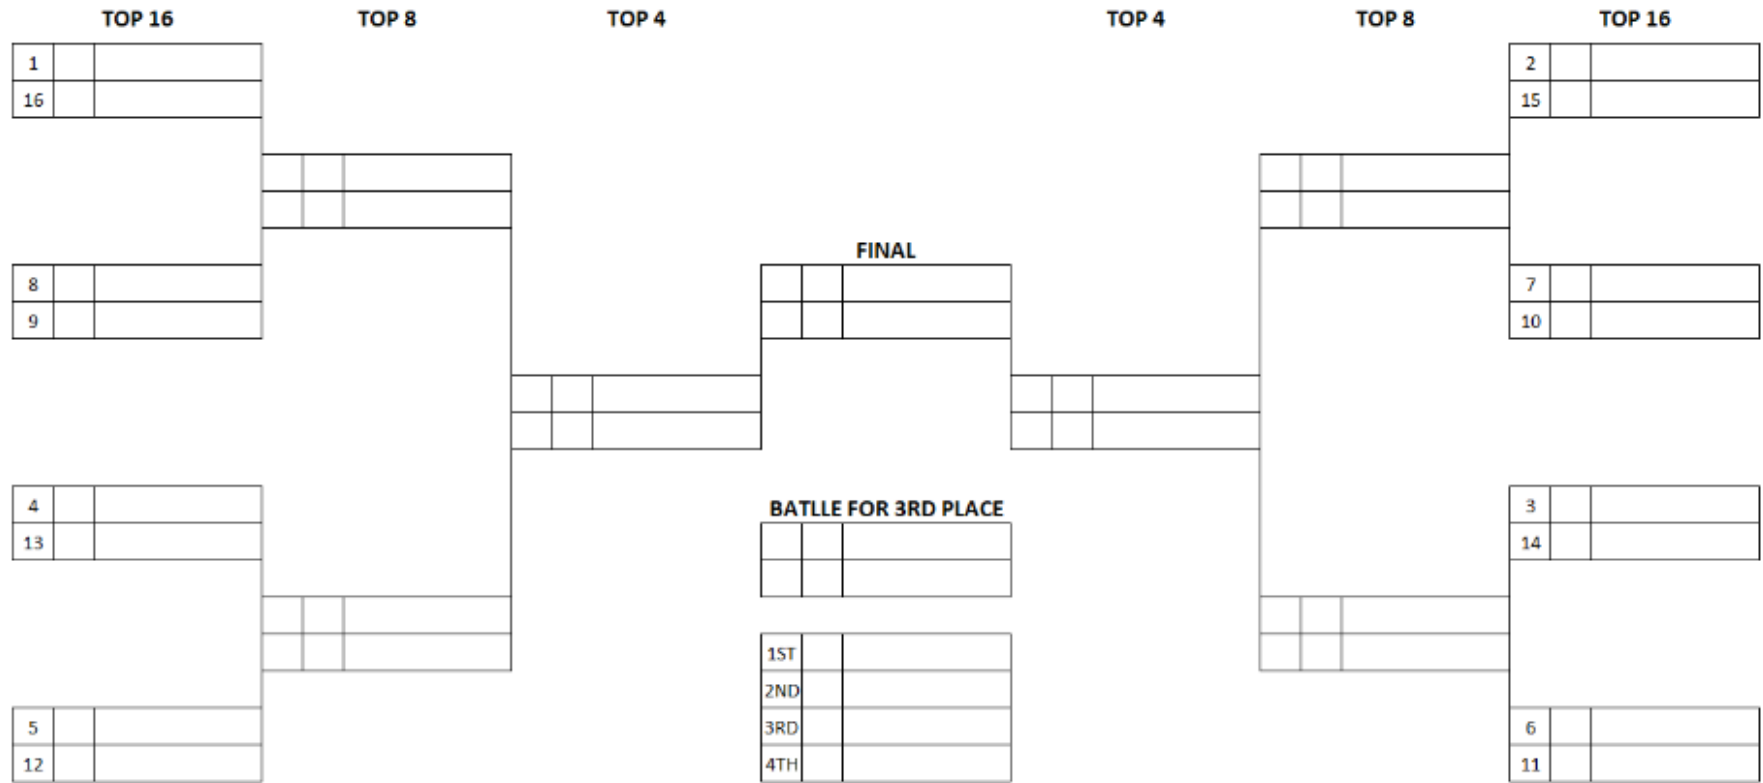 TOP 16 TOP 8 TOP 4 TOP 4 TOP 8 TOP 16
1 2
16 15
FINAL
8 7
9 10
4 3
BATLLE FOR 3RD PLACE
13 14
1ST
2ND
5 3RD 6
12 4TH 11